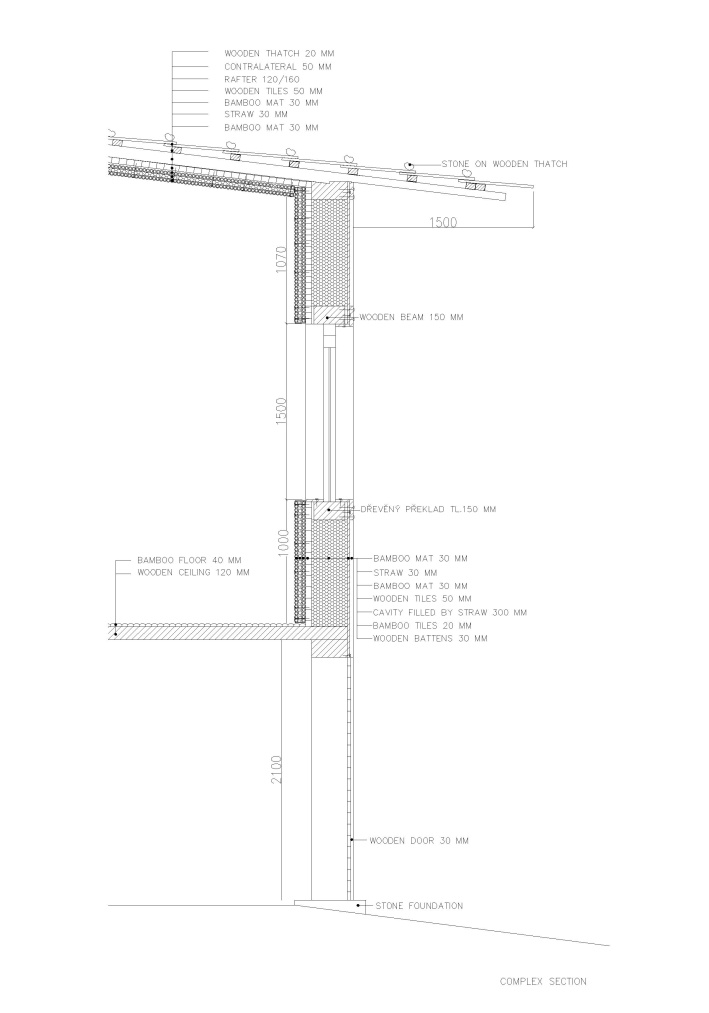 WOODEN THATCH 20 MM
CONTRALATERAL 50 MM
RAFTER 120/160
WOODEN TILES 50 MM
BAMBOO MAT 30 MM
STRAW 30 MM
BAMBOO MAT 30 MM
STONE ON WOODEN THATCH
1500
1070
WOODEN BEAM 150 MM
1500
DŘEVĚNÝ PŘEKLAD TL.150 MM
1000
BAMBOO FLOOR 40 MM
WOODEN CEILING 120 MM
BAMBOO MAT 30 MM
STRAW 30 MM
BAMBOO MAT 30 MM
WOODEN TILES 50 MM
CAVITY FILLED BY STRAW 300 MM
BAMBOO TILES 20 MM
WOODEN BATTENS 30 MM
2100
WOODEN DOOR 30 MM
STONE FOUNDATION
COMPLEX SECTION